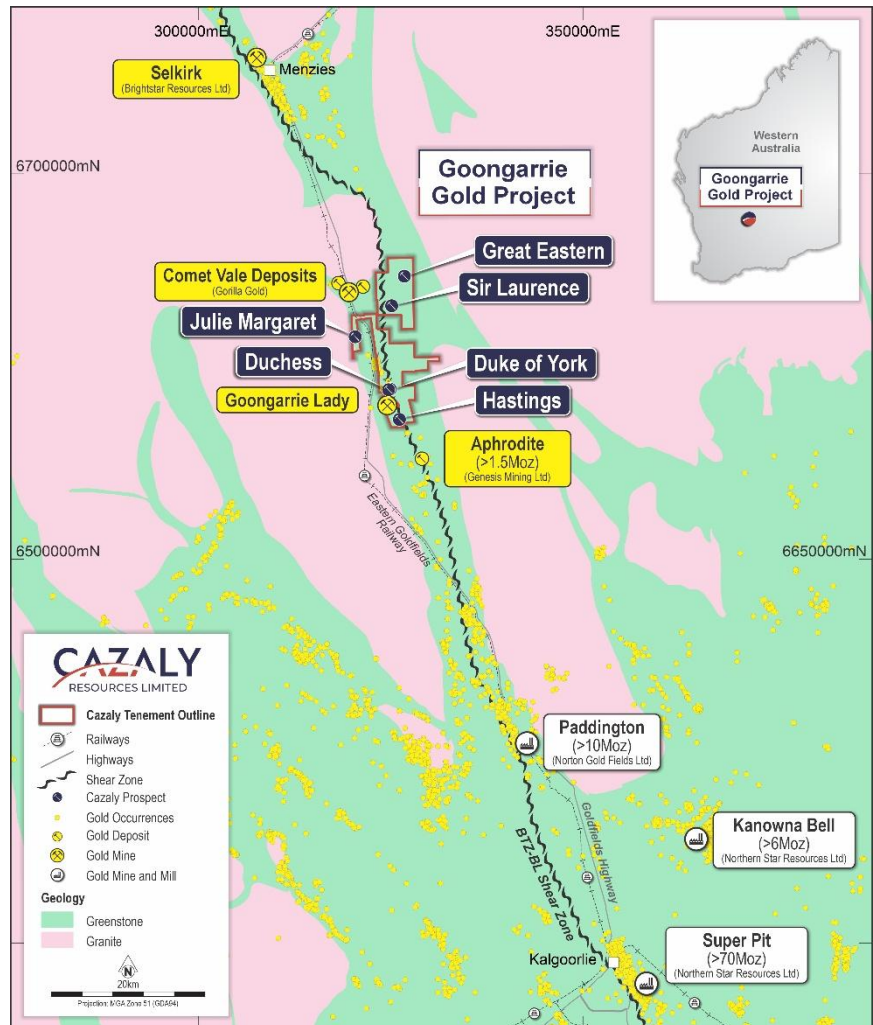 300000mE
350000mE
Selkirk
(Brightstar Resources Ltd)
Menzies
Western
Australia
Goongarrie
Gold Project
6700000mN
Goongarrie
Gold Project
Great Eastern
Comet Vale Deposits
(Gorilla Gold)
Sir Laurence
Julie Margaret
Duchess
Duke of York
Goongarrie Lady
Hastings
Aphrodite
(>1.5Moz)
(Genesis Mining Ltd)
Eastern Goldfields
Railway
6500000mN
6650000mN
CAZALY
RESOURCES LIMITED
Cazaly Tenement Outline
Railways
Highways
Shear Zone
Cazaly Prospect
Gold Occurrences
Gold Deposit
Gold Mine
Gold Mine and Mill
Geology
Greenstone
Granite
N
20km
Projection: MGA Zone 51 (GDA94)
Paddington
(>10Moz)
(Norton Gold Fields Ltd)
Goldfields Highway
BTZ-BL Shear Zone
Kanowna Bell
(>6Moz)
(Northern Star Resources Ltd)
Kalgoorlie
Super Pit
(>70Moz)
(Northern Star Resources Ltd)